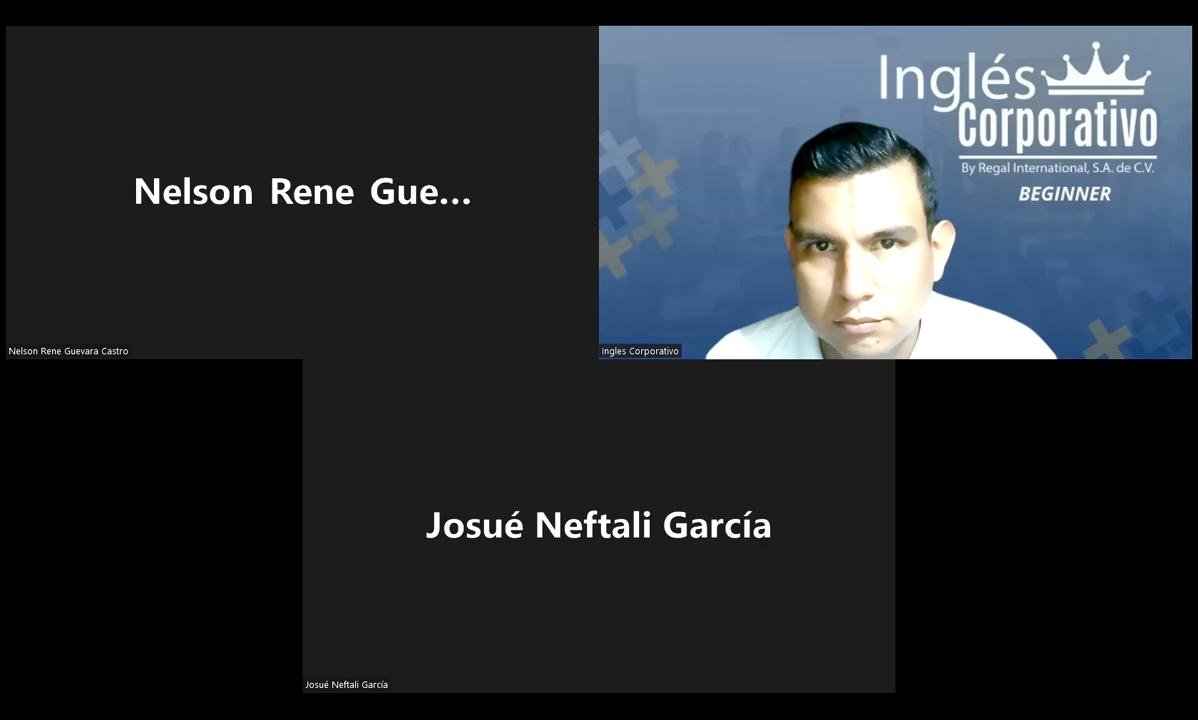 Nelson Rene Gue...
Nelson Rene Guevara Castro
Inglés
Corporativo
By Regal International, S.A. de C.V.
BEGINNER
Ingles Corporativo
Josué Neftali García
Josué Neftali García